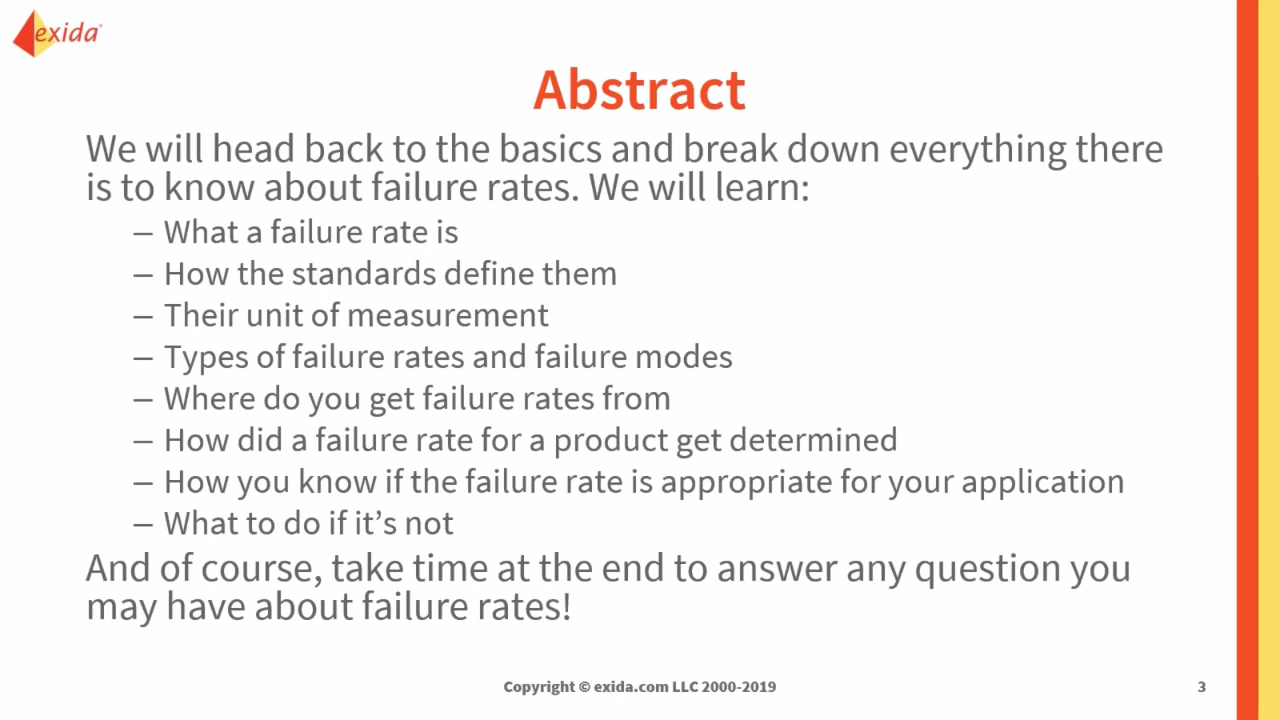 exida
Abstract
We will head back to the basics and break down everything there
is to know about failure rates. We will learn:
– What a failure rate is
– How the standards define them
– Their unit of measurement
– Types of failure rates and failure modes
– Where do you get failure rates from
– How did a failure rate for a product get determined
– How you know if the failure rate is appropriate for your application
– What to do if it’s not
And of course, take time at the end to answer any question you
may have about failure rates!
Copyright © exida.com LLC 2000-2019
3